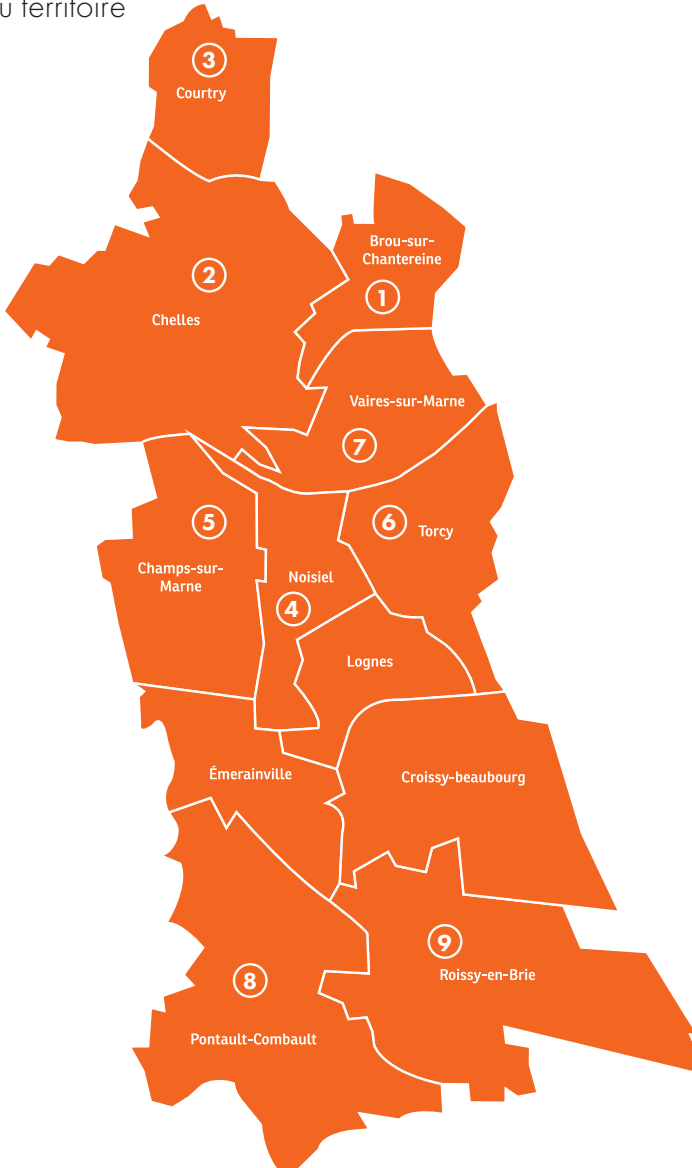 u territoire
3
Courtry
Brou-sur-
Chantereine
2
1
Chelles
Vaires-sur-Marne
7
5
6
Torcy
Champs-sur-
Marne
Noisiel
4
Lognes
Émerainville
Croissy-beaubourg
9
Roissy-en-Brie
8
Pontault-Combault